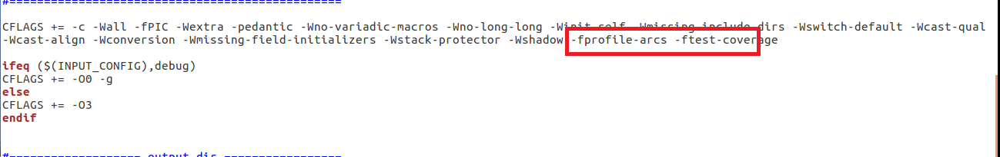 #================================================
CFLAGS += -c -Wall -fPIC -Wextra -pedantic -Wno-variadic-macros -Wno-long-long -Winit-self -Wmissing-include-dirs -Wswitch-default -Wcast-qual
-Wcast-align -Wconversion -Wmissing-field-initializers -Wstack-protector -Wshadow -fprofile-arcs -ftest-coverage
ifeq ($(INPUT_CONFIG),debug)
CFLAGS += -O0 -g
else
CFLAGS += -O3
endif
#=================== output dir =================